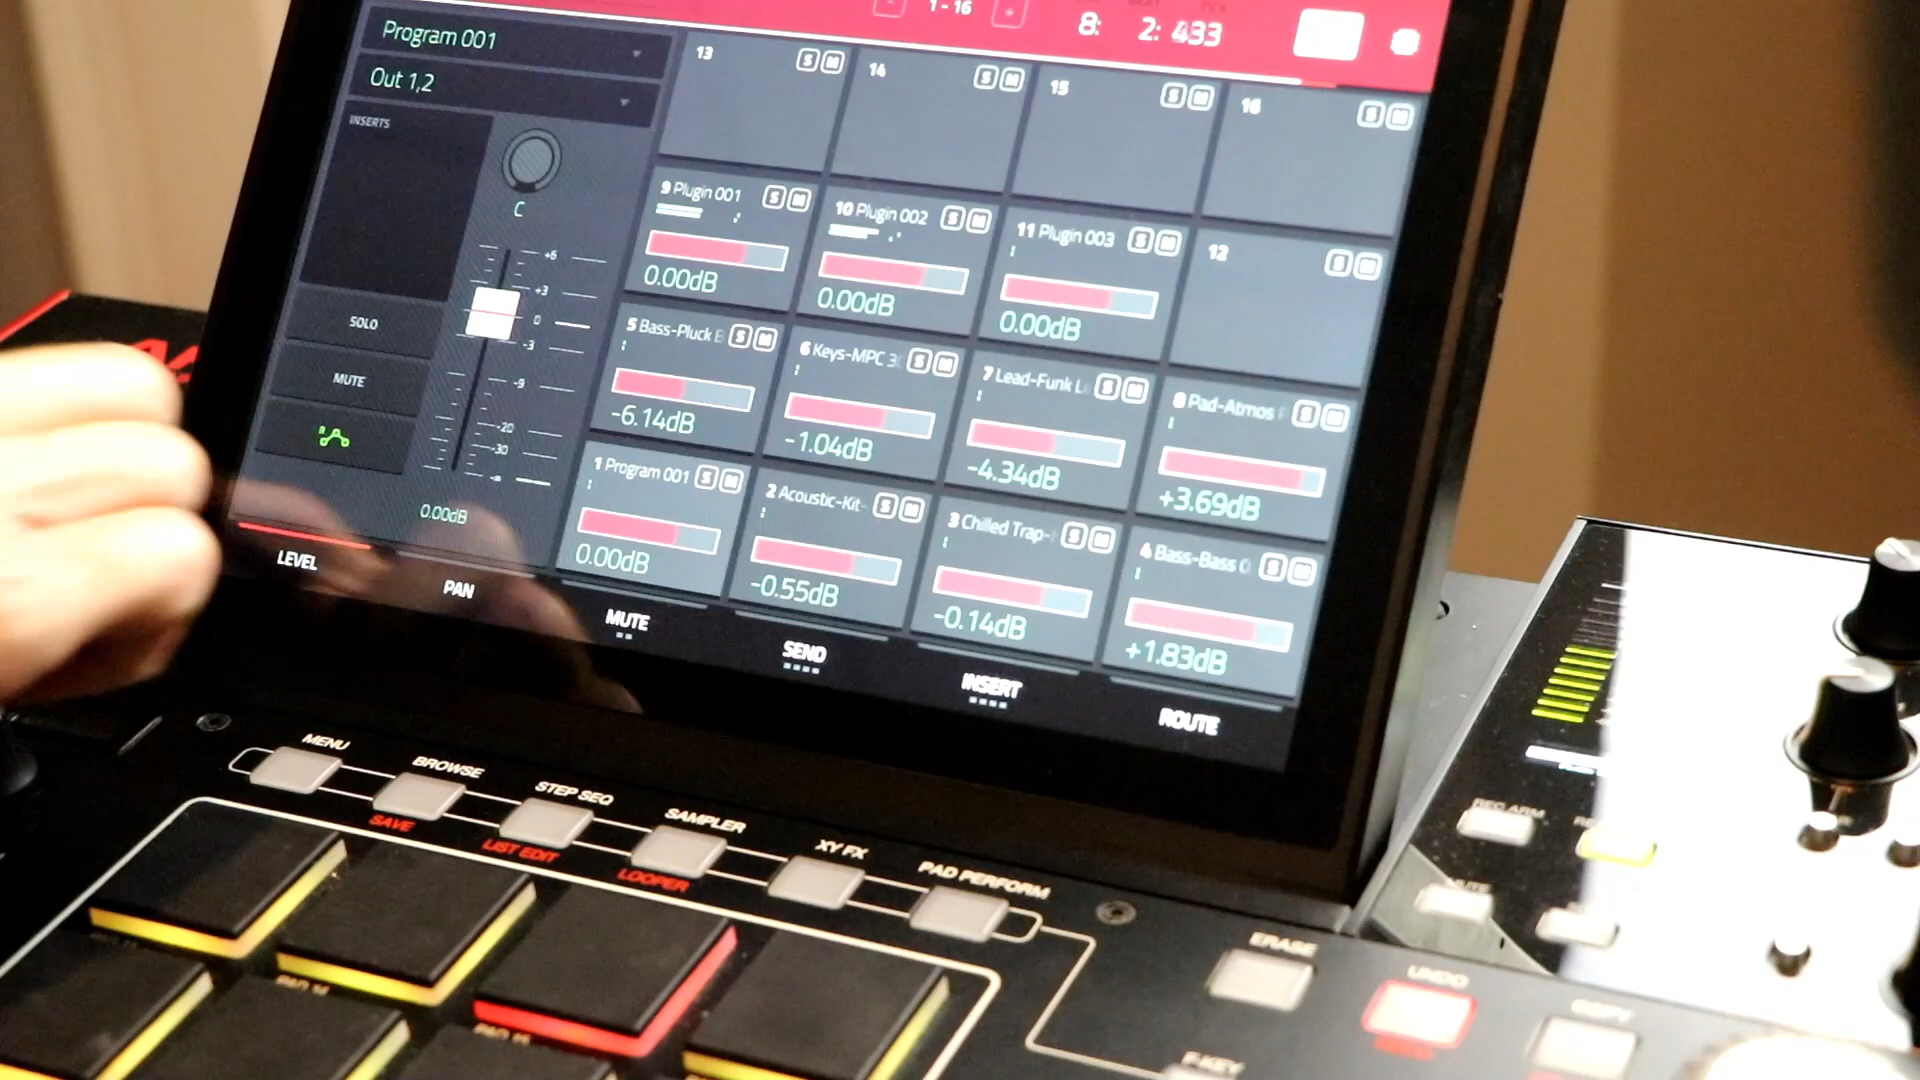 1 - 16
8: 2: 433
Program 001
Out 1,2
INSERTS
C
+6
+3
0
-3
-9
-20
-30
SOLO
MUTE
0.00dB
13 S M
14 S M
15 S M
16 S M
9 Plugin 001 S M
0.00dB
10 Plugin 002 S M
0.00dB
11 Plugin 003 S M
0.00dB
12 S M
5 Bass-Pluck B S M
-6.14dB
6 Keys-MPC 3 S M
-1.04dB
7 Lead-Funk L S M
-4.34dB
8 Pad-Atmos S M
+3.69dB
1 Program 001 S M
0.00dB
2 Acoustic-Kit- S M
-0.55dB
3 Chilled Trap- S M
-0.14dB
4 Bass-Bass 0 S M
+1.83dB
LEVEL
PAN
MUTE
SEND
INSERT
ROUTE
MENU
BROWSE
SAVE
STEP SEQ
LIST EDIT
SAMPLER
LOOPER
XY FX
PAD PERFORM
REC ARM
MUTE
ERASE
UNDO
COPY
F-KEY